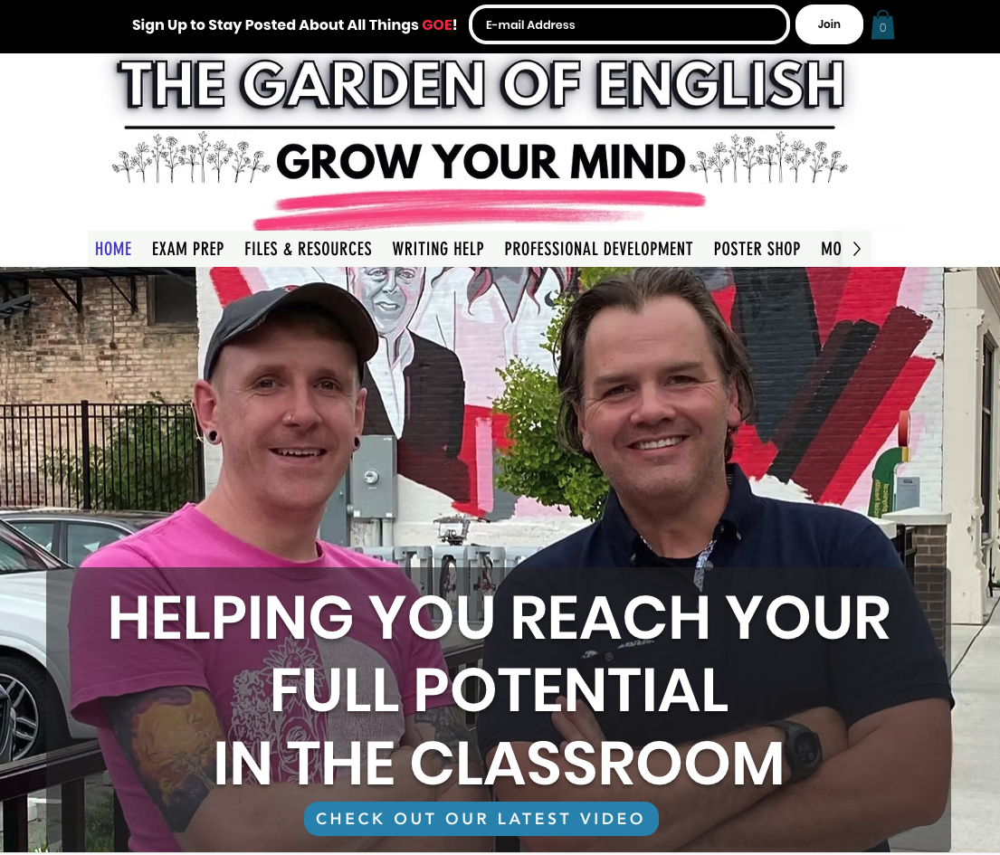 Sign Up to Stay Posted About All Things GOE!
E-mail Address
Join
0
THE GARDEN OF ENGLISH
GROW YOUR MIND
HOME EXAM PREP FILES & RESOURCES WRITING HELP PROFESSIONAL DEVELOPMENT POSTER SHOP MO
HELPING YOU REACH YOUR
FULL POTENTIAL
IN THE CLASSROOM
CHECK OUT OUR LATEST VIDEO